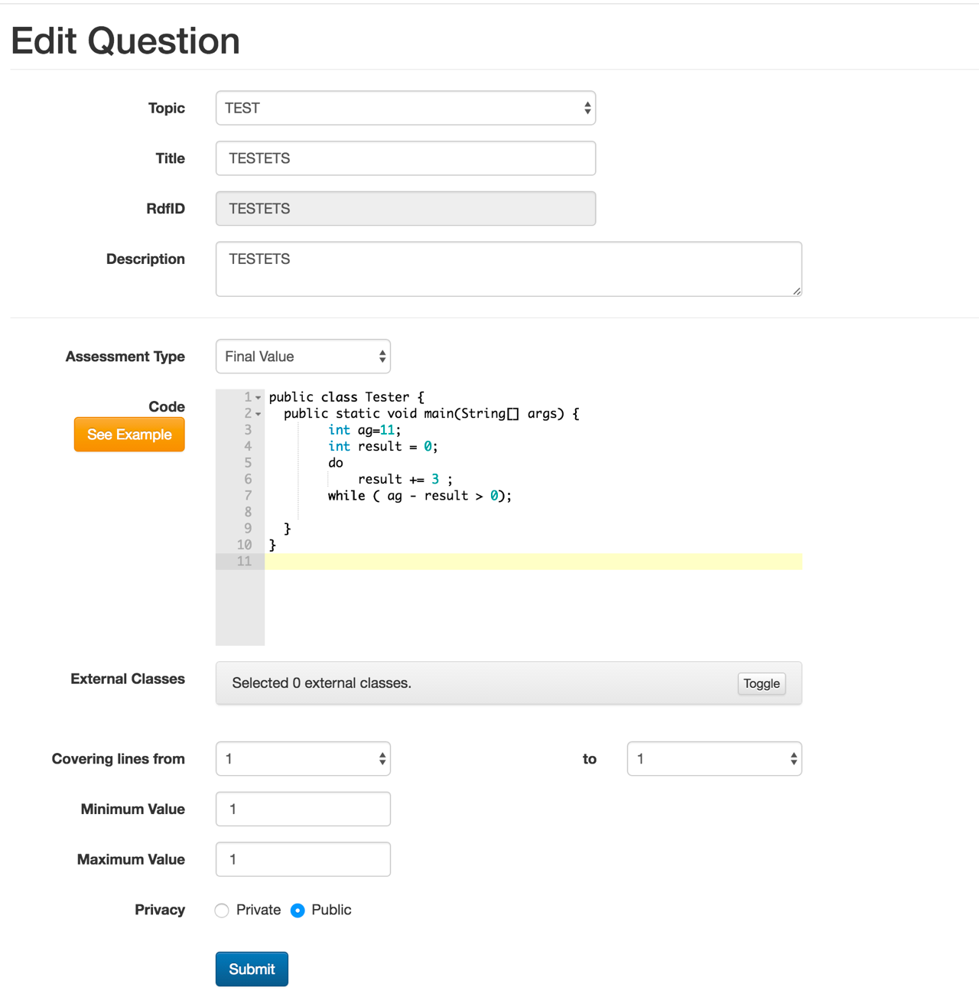 Edit Question
Topic TEST
Title TESTETS
RdfID TESTETS
Description TESTETS
Assessment Type Final Value
Code
See Example
1 public class Tester {
2 public static void main(String[] args) {
3 int ag=11;
4 int result = 0;
5 do
6 result += 3 ;
7 while ( ag - result > 0);
8
9 }
10 }
11
External Classes Selected 0 external classes. Toggle
Covering lines from 1 to 1
Minimum Value 1
Maximum Value 1
Privacy Private Public
Submit